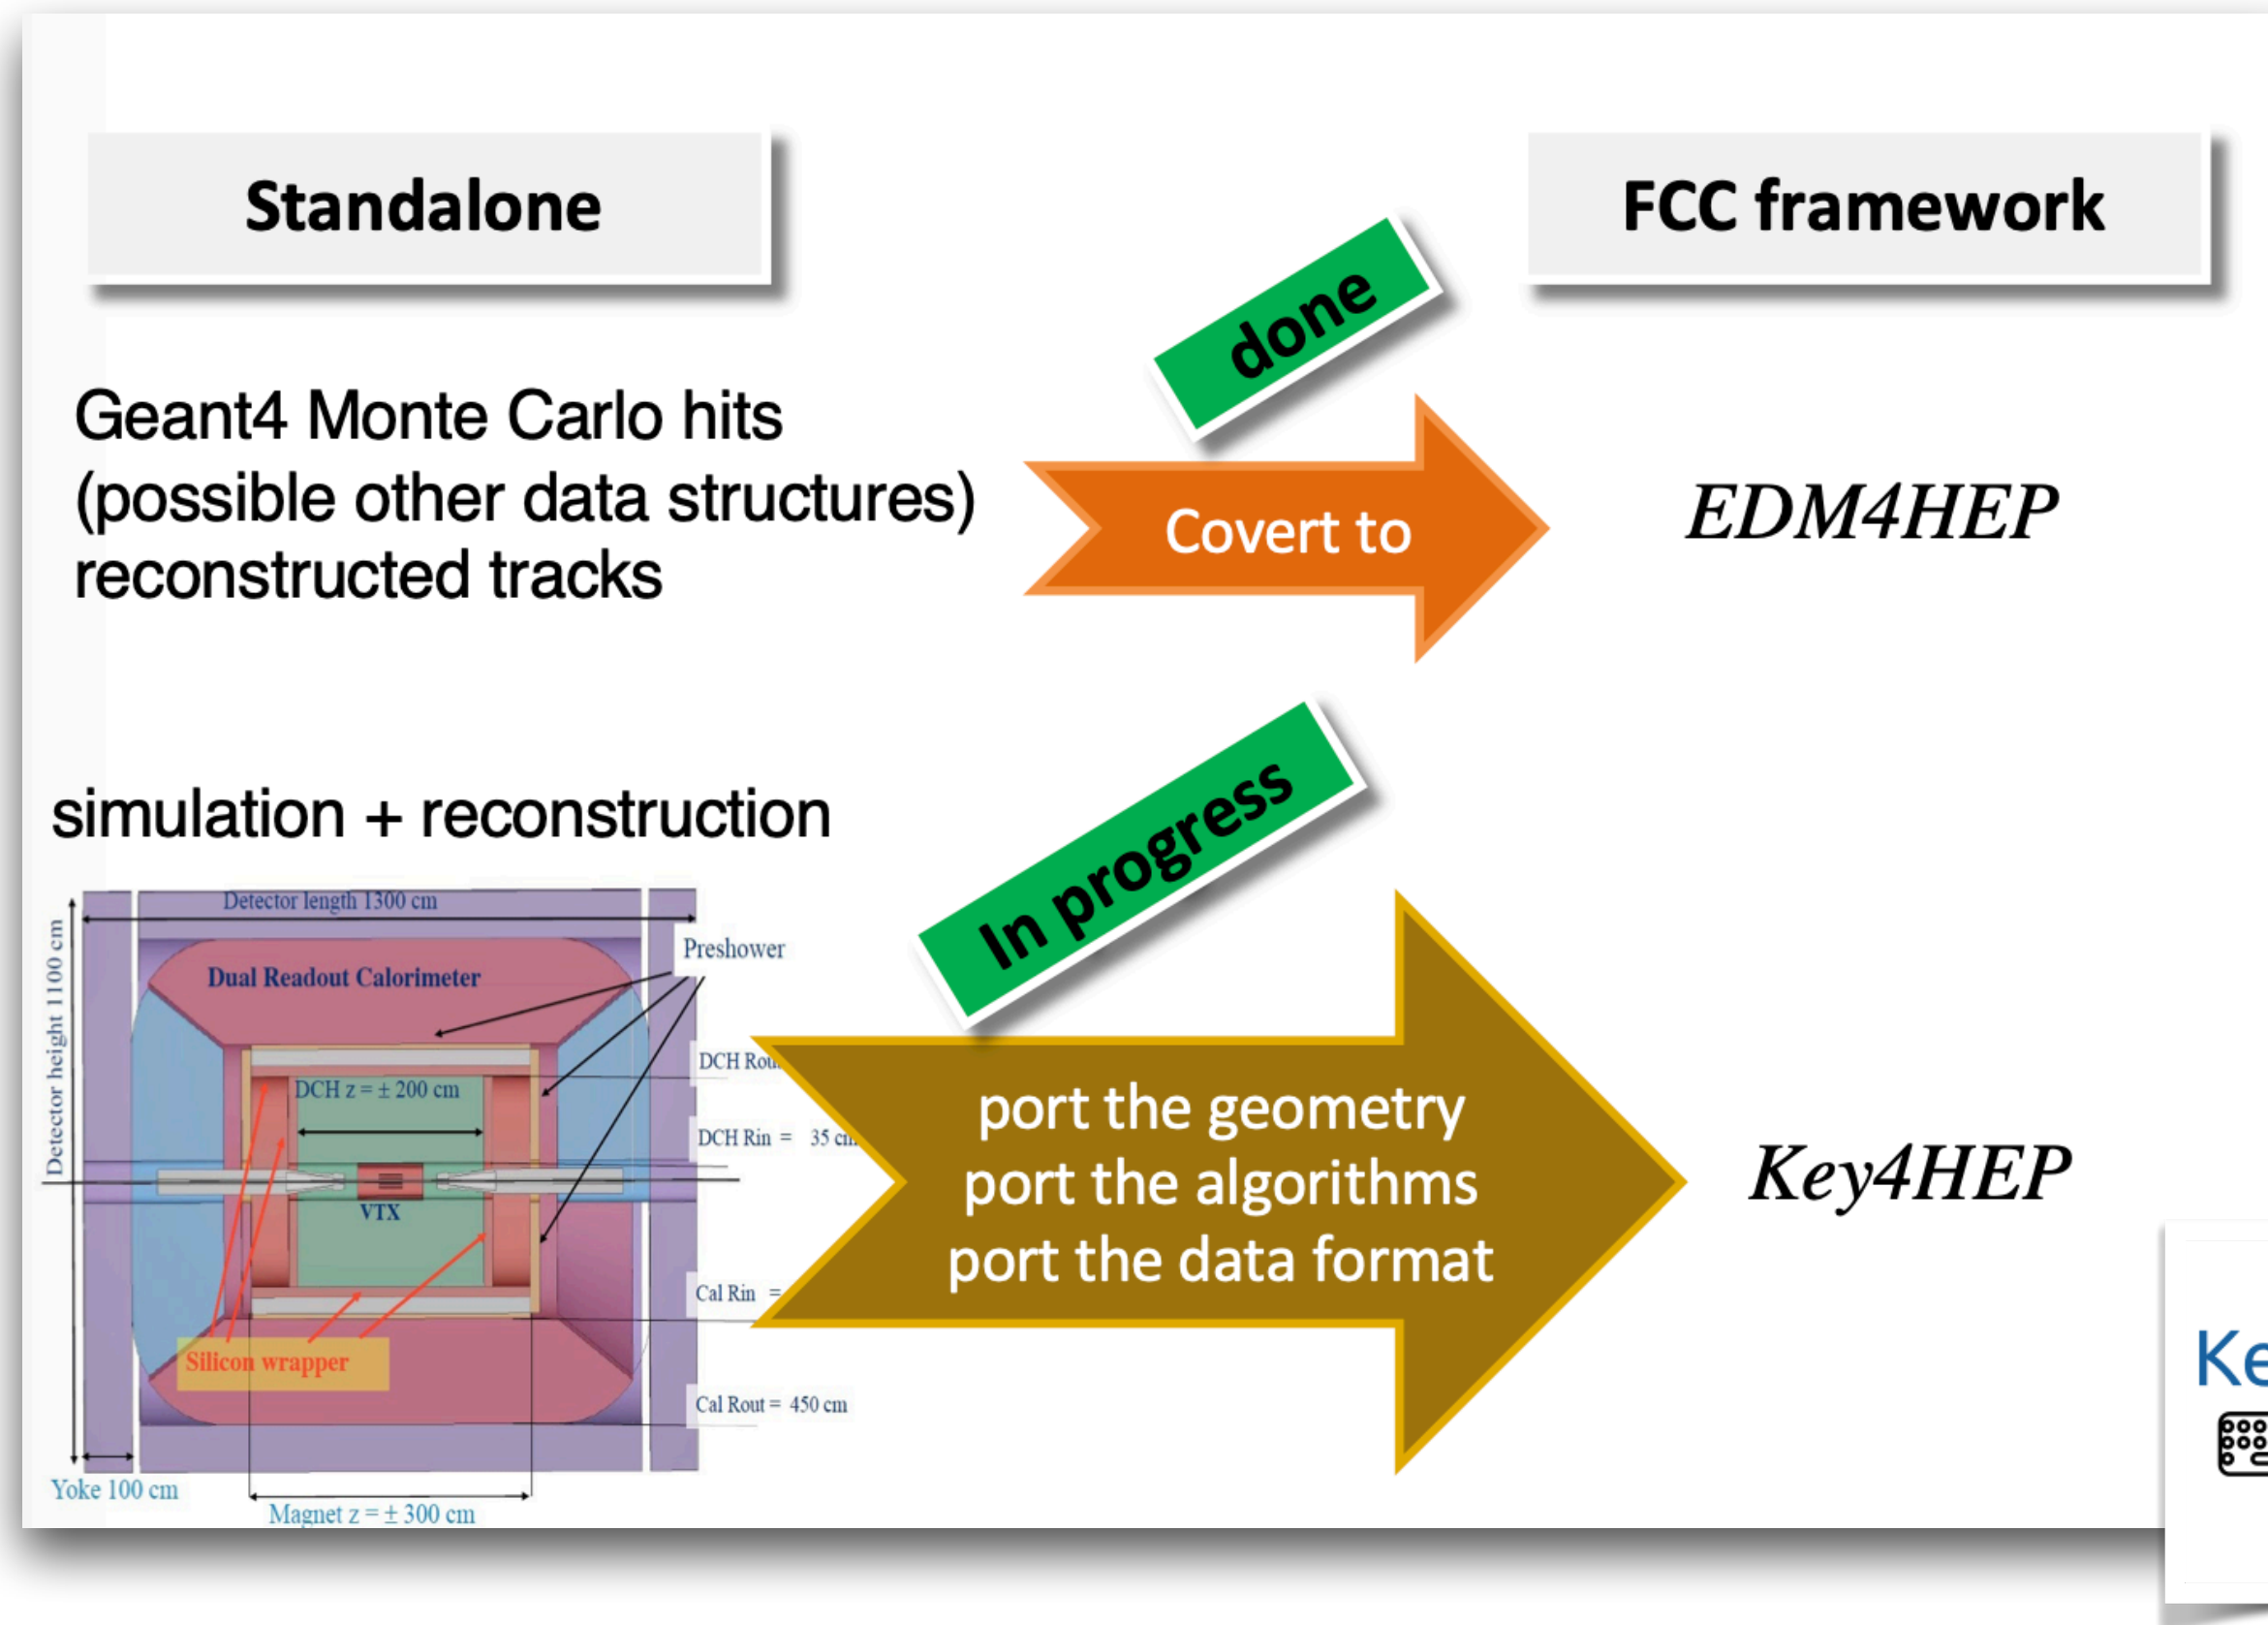 Standalone
FCC framework
done
Geant4 Monte Carlo hits
(possible other data structures)
reconstructed tracks
Covert to
EDM4HEP
simulation + reconstruction
In progress
Detector length 1300 cm
Detector height 1100 cm
Preshower
Dual Readout Calorimeter
DCH
DCH z = ± 200 cm
DCH Rin = 35
VTX
Cal Rin =
Silicon wrapper
Cal Rout = 450 cm
Yoke 100 cm
Magnet z = ± 300 cm
port the geometry
port the algorithms
port the data format
Key4HEP